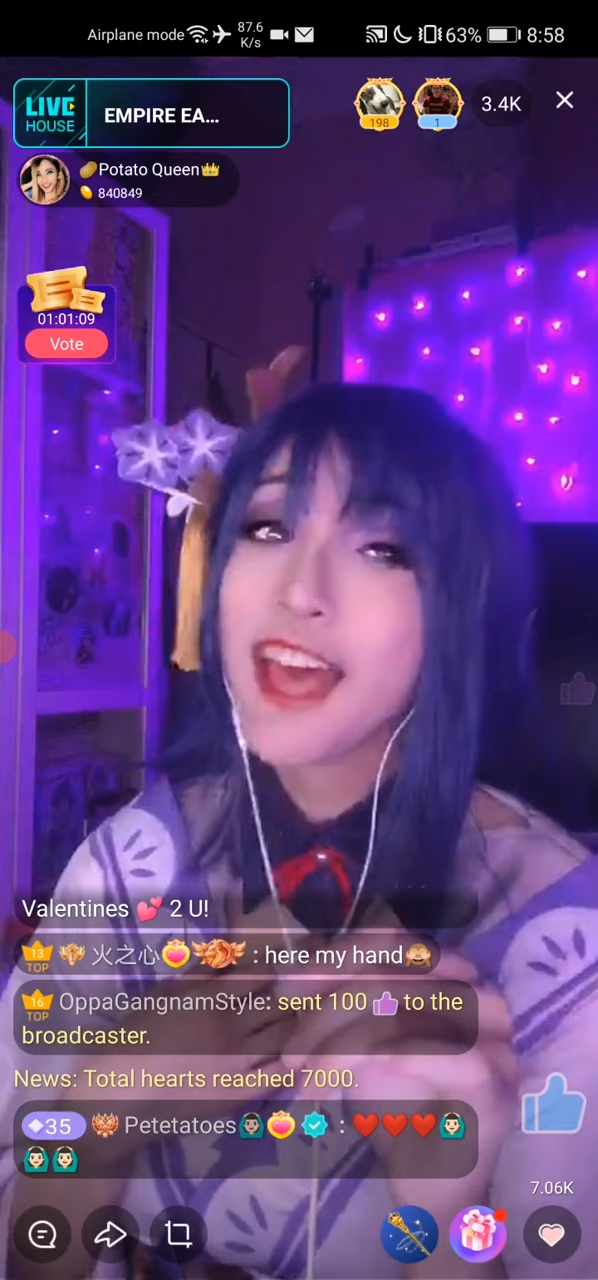 Airplane mode 87.6 K/s 63% 8:58
LIVE HOUSE EMPIRE EA...
198
1
3.4K
🥔Potato Queen👑
840849
01:01:09
Vote
Valentines 💕 2 U!
13 TOP 火之心 : here my hand🙈
16 TOP OppaGangnamStyle: sent 100 👍 to the
broadcaster.
News: Total hearts reached 7000.
35 Petetatoes🙆🏻‍♂️ : ❤️❤️❤️🙆🏻‍♂️
🙆🏻‍♂️🙆🏻‍♂️
7.06K